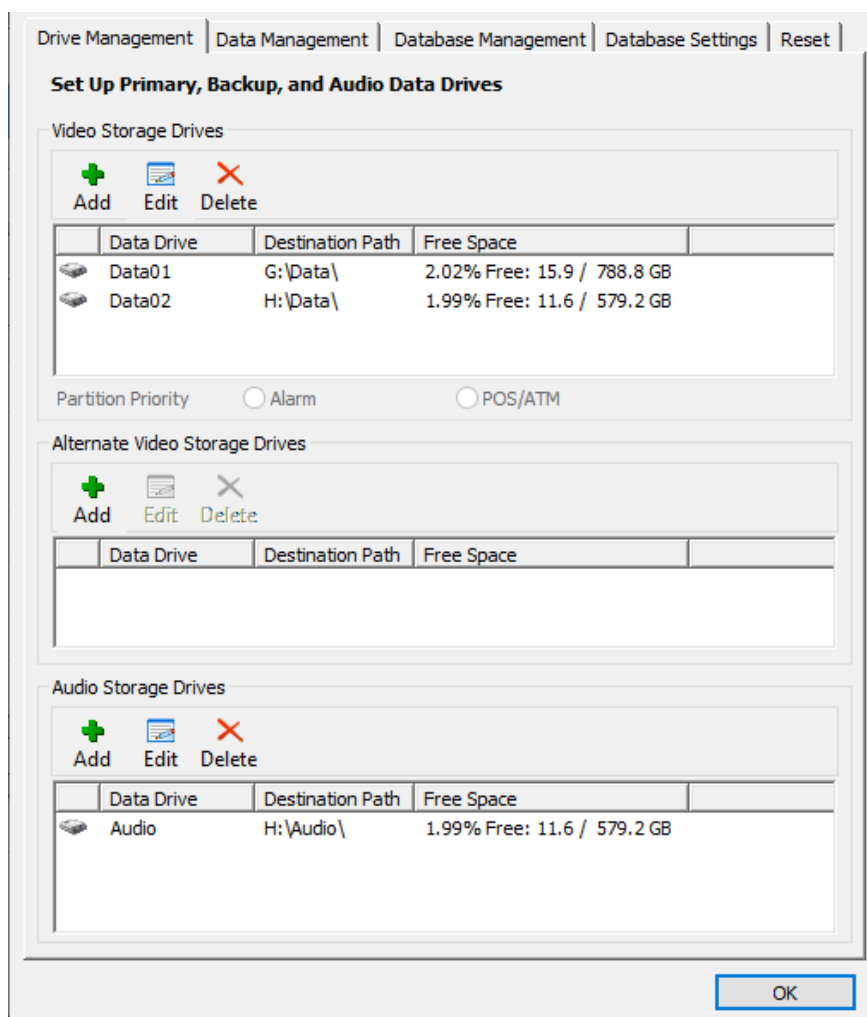 Drive Management Data Management Database Management Database Settings Reset
Set Up Primary, Backup, and Audio Data Drives
Video Storage Drives
Add Edit Delete
Data Drive Destination Path Free Space
Data01 G:\Data\ 2.02% Free: 15.9 / 788.8 GB
Data02 H:\Data\ 1.99% Free: 11.6 / 579.2 GB
Partition Priority Alarm POS/ATM
Alternate Video Storage Drives
Add Edit Delete
Data Drive Destination Path Free Space
Audio Storage Drives
Add Edit Delete
Data Drive Destination Path Free Space
Audio H:\Audio\ 1.99% Free: 11.6 / 579.2 GB
OK